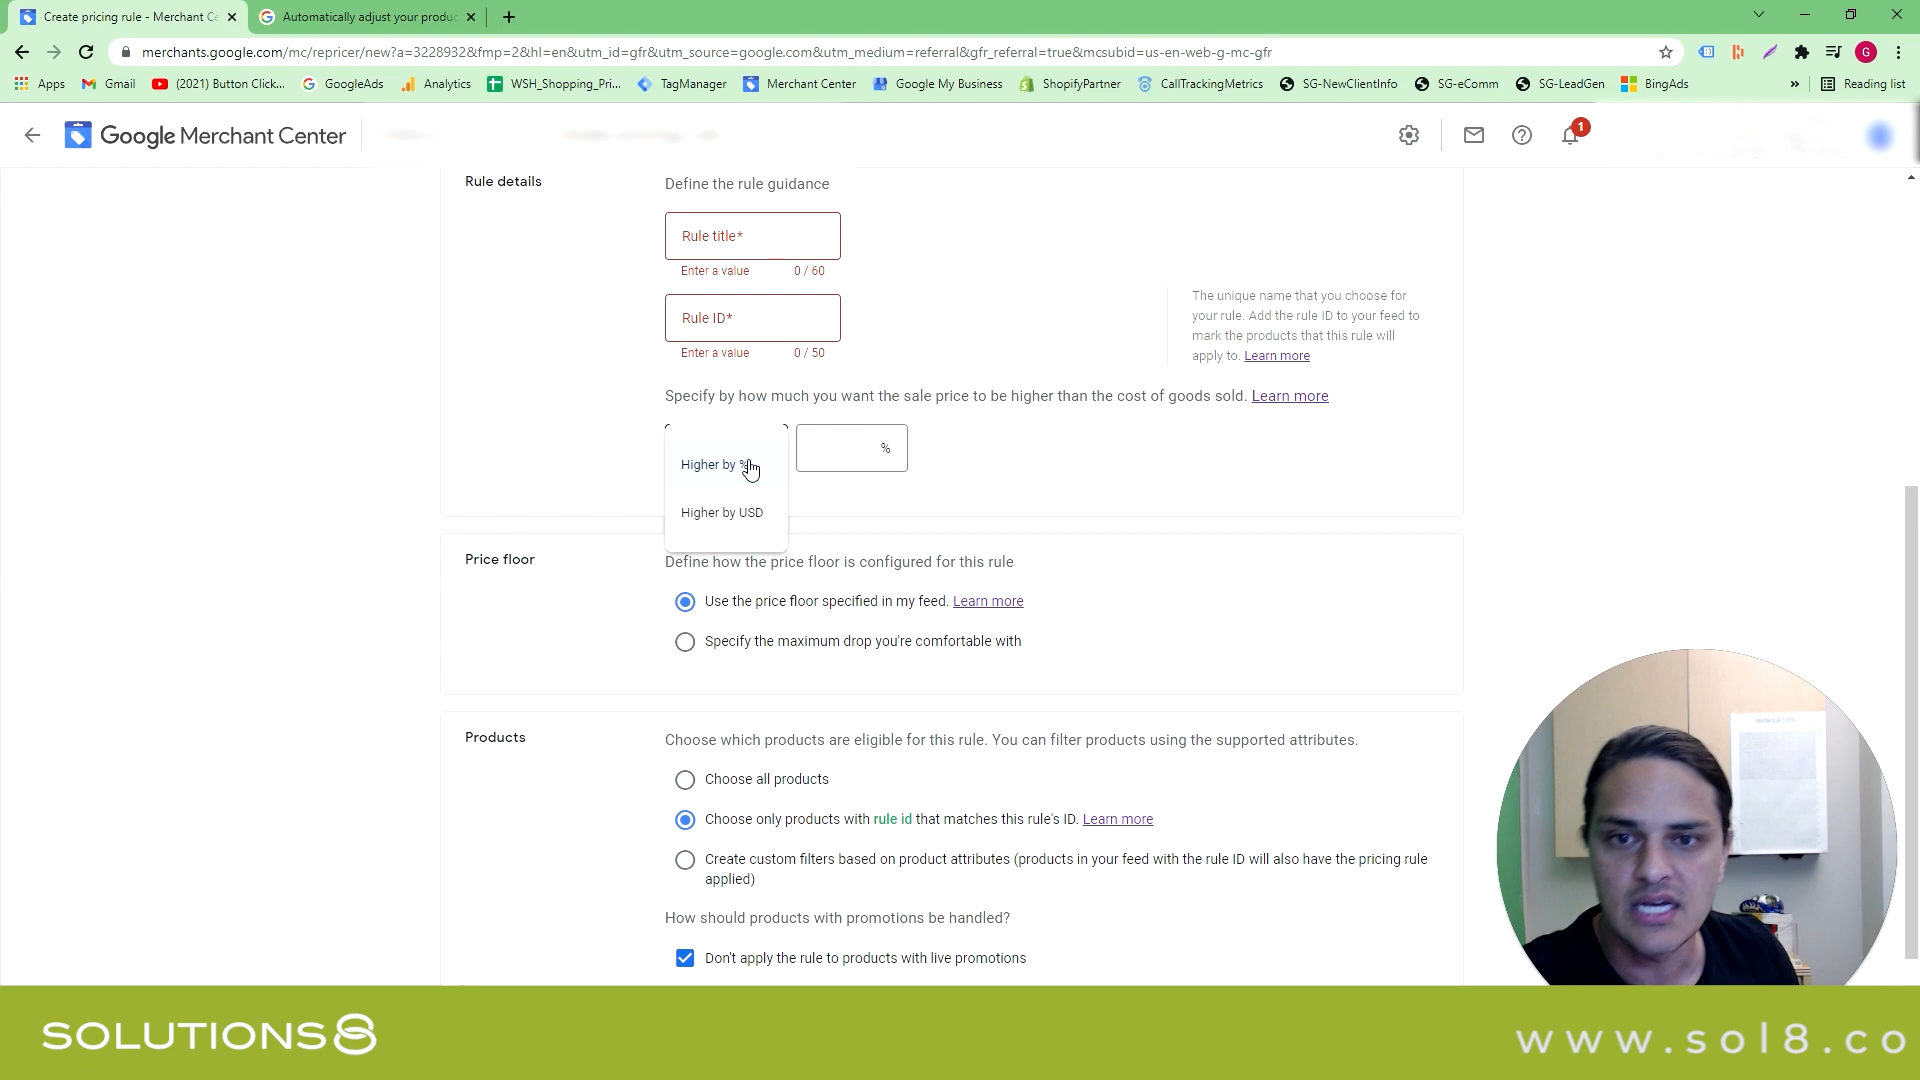 Create pricing rule - Merchant Ce
Automatically adjust your produc
merchants.google.com/mc/repricer/new?a=3228932&fmp=2&hl=en&utm_id=gfr&utm_source=google.com&utm_medium=referral&gfr_referral=true&mcsubid=us-en-web-g-mc-gfr
G
Apps
Gmail
(2021) Button Click...
GoogleAds
Analytics
WSH_Shopping_Pri...
TagManager
Merchant Center
Google My Business
ShopifyPartner
CallTrackingMetrics
SG-NewClientInfo
SG-eComm
SG-LeadGen
BingAds
»
Reading list
Google Merchant Center
1
Rule details
Define the rule guidance
Rule title*
Enter a value 0 / 60
Rule ID*
Enter a value 0 / 50
The unique name that you choose for
your rule. Add the rule ID to your feed to
mark the products that this rule will
apply to. Learn more
Specify by how much you want the sale price to be higher than the cost of goods sold. Learn more
Higher by %
%
Higher by USD
Price floor
Define how the price floor is configured for this rule
Use the price floor specified in my feed. Learn more
Specify the maximum drop you're comfortable with
Products
Choose which products are eligible for this rule. You can filter products using the supported attributes.
Choose all products
Choose only products with rule id that matches this rule's ID. Learn more
Create custom filters based on product attributes (products in your feed with the rule ID will also have the pricing rule
applied)
How should products with promotions be handled?
Don't apply the rule to products with live promotions
SOLUTIONS8
www.sol8.co